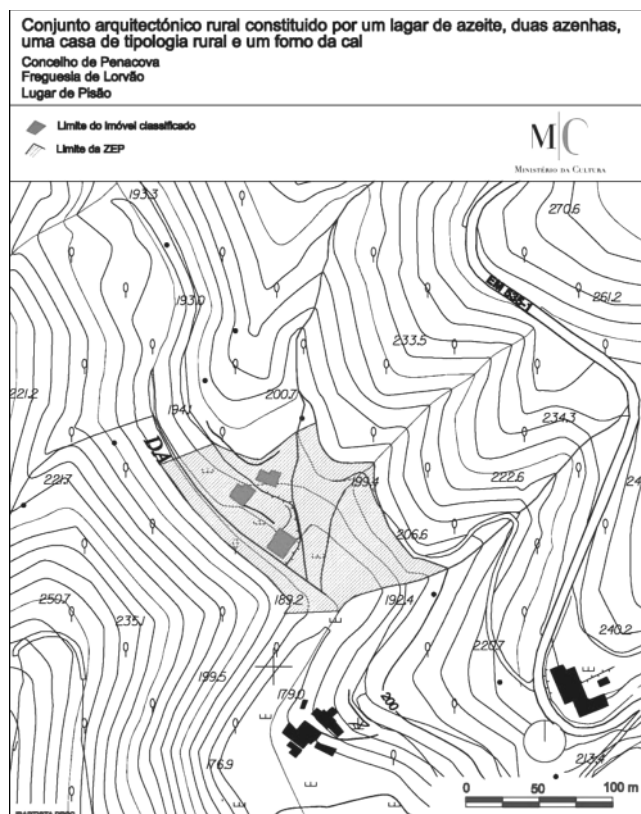 Conjunto arquitectónico rural constituido por um lagar de azeite, duas azenhas,
uma casa de tipologia rural e um forno da cal
Concelho de Penacova
Freguesia de Lorvão
Lugar de Pisão
Limite do imóvel classificado
Limite da ZEP
M C
MINISTÉRIO DA CULTURA
193.3
270.6
193.0
EM 535-1
261.2
233.5
221.2
200.7
194.1
234.3
DA
221.7
199.4
222.6
206.6
250.7
189.2
192.4
235.1
240.2
220.7
199.5
179.0
200
176.9
213.4
0 50 100 m